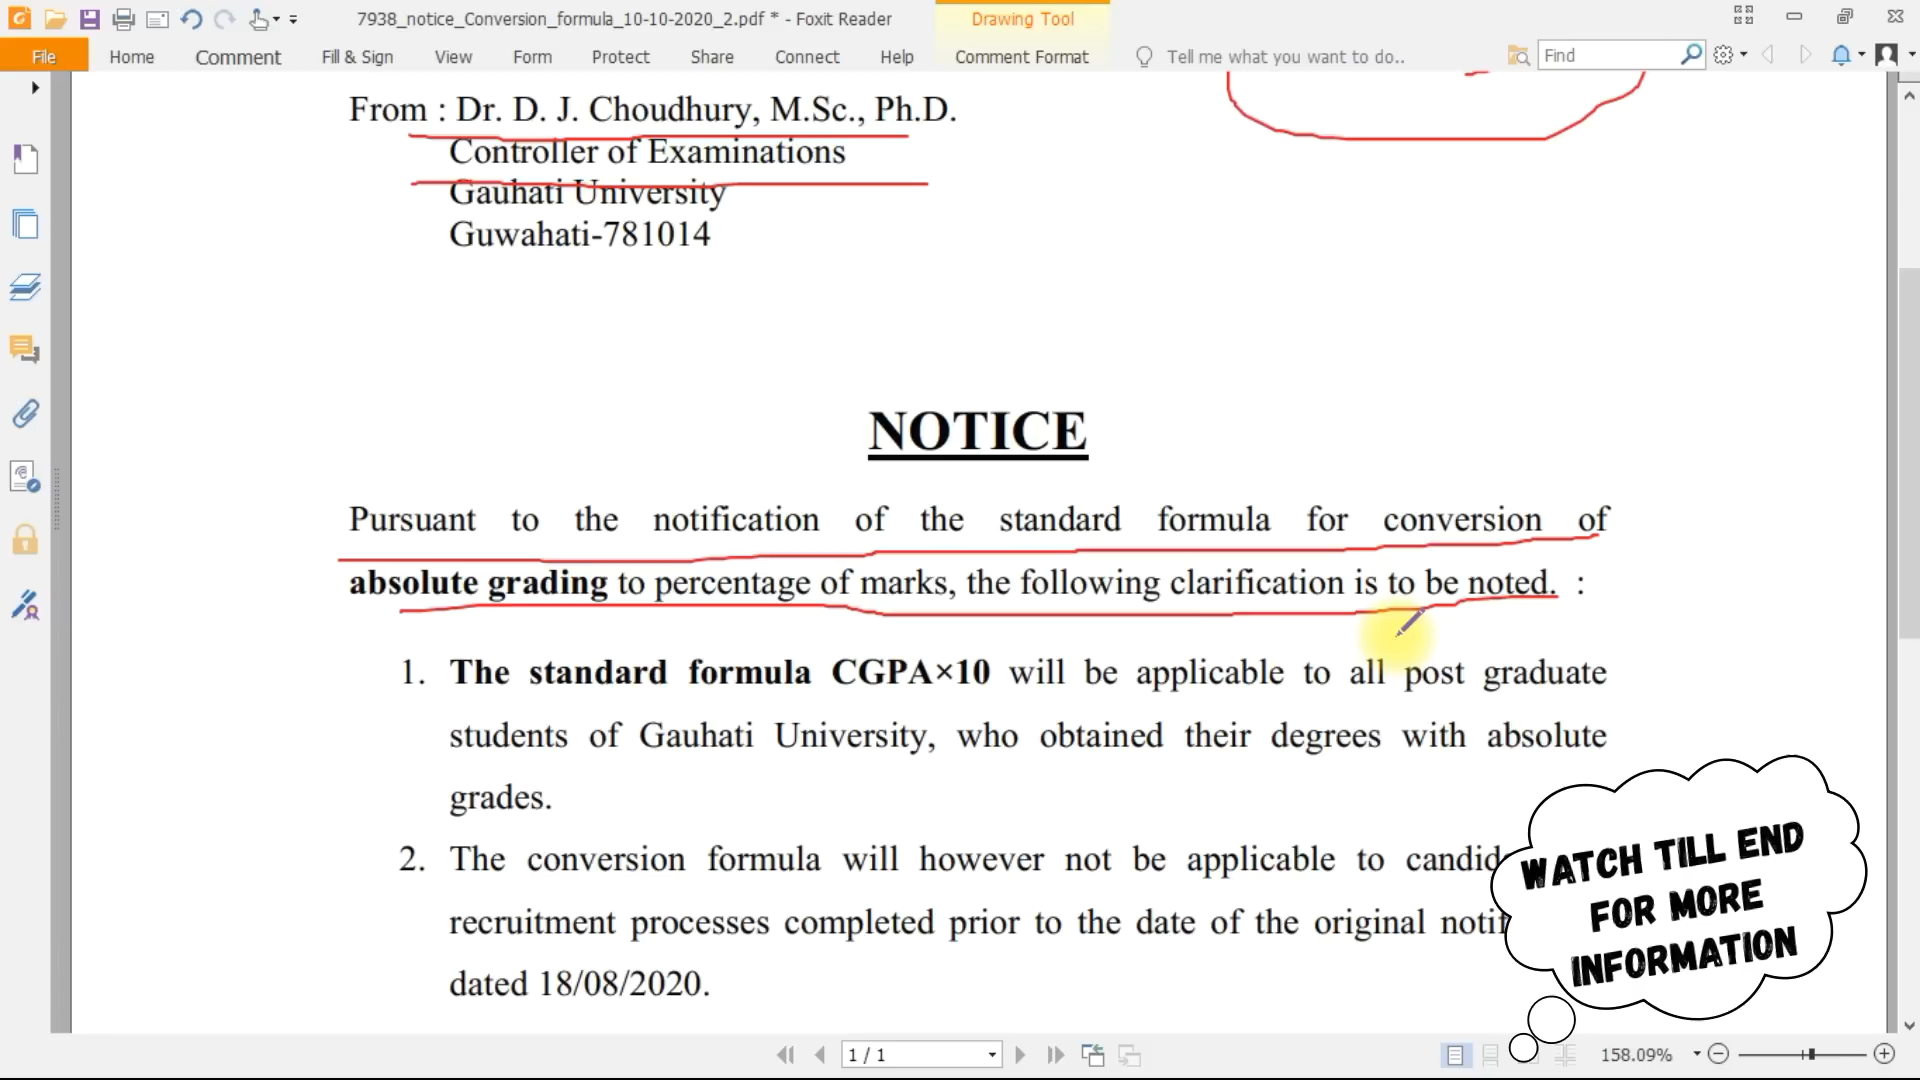 7938_notice_Conversion_formula_10-10-2020_2.pdf * - Foxit Reader
Drawing Tool
File Home Comment Fill & Sign View Form Protect Share Connect Help Comment Format Tell me what you want to do.. Find
From : Dr. D. J. Choudhury, M.Sc., Ph.D.
Controller of Examinations
Gauhati University
Guwahati-781014
NOTICE
Pursuant to the notification of the standard formula for conversion of
absolute grading to percentage of marks, the following clarification is to be noted. :
1. The standard formula CGPA×10 will be applicable to all post graduate
students of Gauhati University, who obtained their degrees with absolute
grades.
2. The conversion formula will however not be applicable to
recruitment processes completed prior to the date of the original
dated 18/08/2020.
WATCH TILL END
FOR MORE
INFORMATION
1 / 1
158.09%